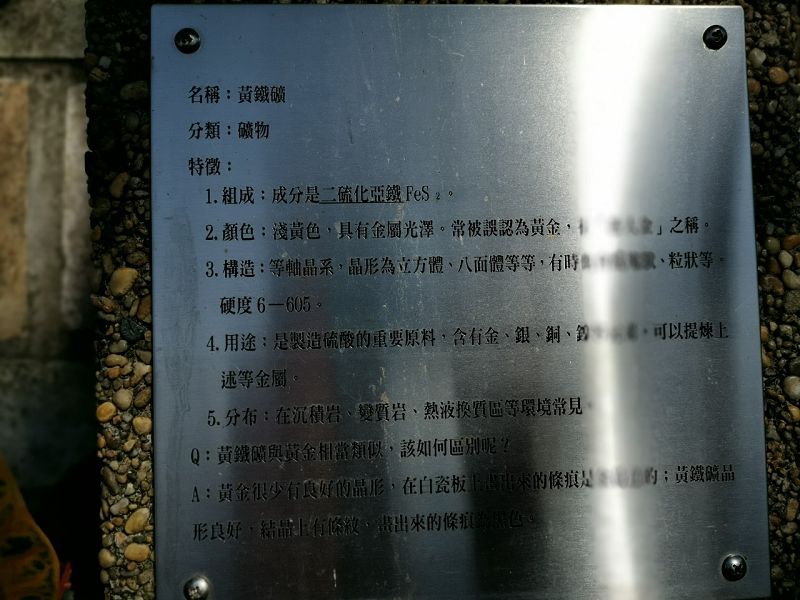 名稱：黃鐵礦
分類：礦物
特徵：
1.組成：成分是二硫化亞鐵FeS₂。
2.顏色：淺黃色，具有金屬光澤。常被誤認為黃金，」之稱。
3.構造：等軸晶系，晶形為立方體、八面體等等，有時、粒狀等。
硬度6—605。
4.用途：是製造硫酸的重要原料，含有金、銀、銅、，可以提煉上
述等金屬。
5.分布：在沉積岩、變質岩、熱液換質區等環境常見。
Q：黃鐵礦與黃金相當類似，該如何區別呢？
A：黃金很少有良好的晶形，在白瓷板上畫出來的條痕是的；黃鐵礦晶
形良好，結晶上有條紋，畫出來的條痕為黑色。